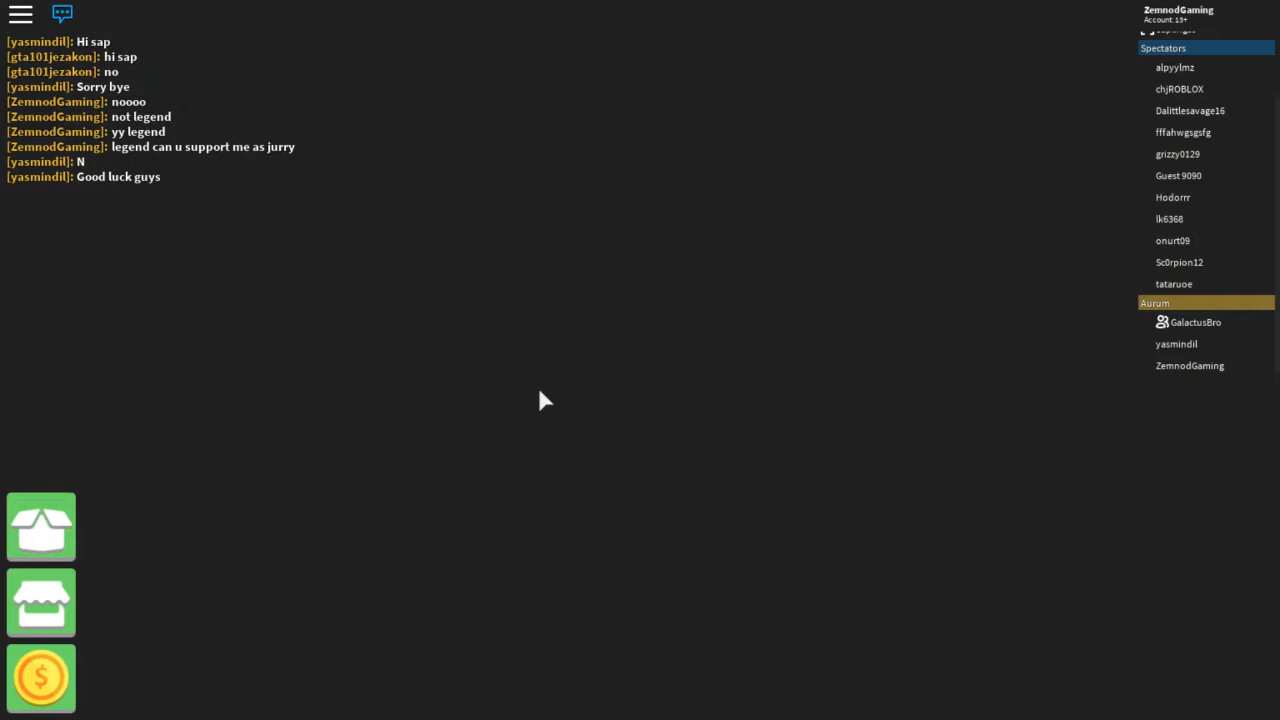 ZemnodGaming
Account: 13+
[yasmindil]: Hi sap
[gta101jezakon]: hi sap
[gta101jezakon]: no
[yasmindil]: Sorry bye
[ZemnodGaming]: noooo
[ZemnodGaming]: not legend
[ZemnodGaming]: yy legend
[ZemnodGaming]: legend can u support me as jurry
[yasmindil]: N
[yasmindil]: Good luck guys
Spectators
alpyylmz
chjROBLOX
Dalittlesavage16
fffahwgsgsfg
grizzy0129
Guest 9090
Hodorrr
lk6368
onurt09
Sc0rpion12
tataruoe
Aurum
GalactusBro
yasmindil
ZemnodGaming
$